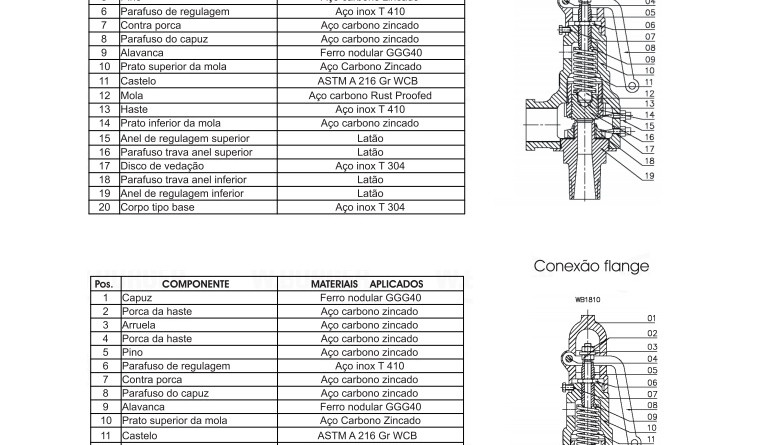 6 Parafuso de regulagem Aço inox T 410
7 Contra porca Aço carbono zincado
8 Parafuso do capuz Aço carbono zincado
9 Alavanca Ferro nodular GGG40
10 Prato superior da mola Aço Carbono Zincado
11 Castelo ASTM A 216 Gr WCB
12 Mola Aço carbono Rust Proofed
13 Haste Aço inox T 410
14 Prato inferior da mola Aço carbono zincado
15 Anel de regulagem superior Latão
16 Parafuso trava anel superior Latão
17 Disco de vedação Aço inox T 304
18 Parafuso trava anel inferior Latão
19 Anel de regulagem inferior Latão
20 Corpo tipo base Aço inox T 304
04
05
06
07
08
09
10
11
12
13
14
15
16
17
18
19
Conexão flange
WB1810
Pos. COMPONENTE MATERIAIS APLICADOS
1 Capuz Ferro nodular GGG40
2 Porca da haste Aço carbono zincado
3 Arruela Aço carbono zincado
4 Porca da haste Aço carbono zincado
5 Pino Aço carbono zincado
6 Parafuso de regulagem Aço inox T 410
7 Contra porca Aço carbono zincado
8 Parafuso do capuz Aço carbono zincado
9 Alavanca Ferro nodular GGG40
10 Prato superior da mola Aço Carbono Zincado
11 Castelo ASTM A 216 Gr WCB
01
02
03
04
05
06
07
08
09
10
11